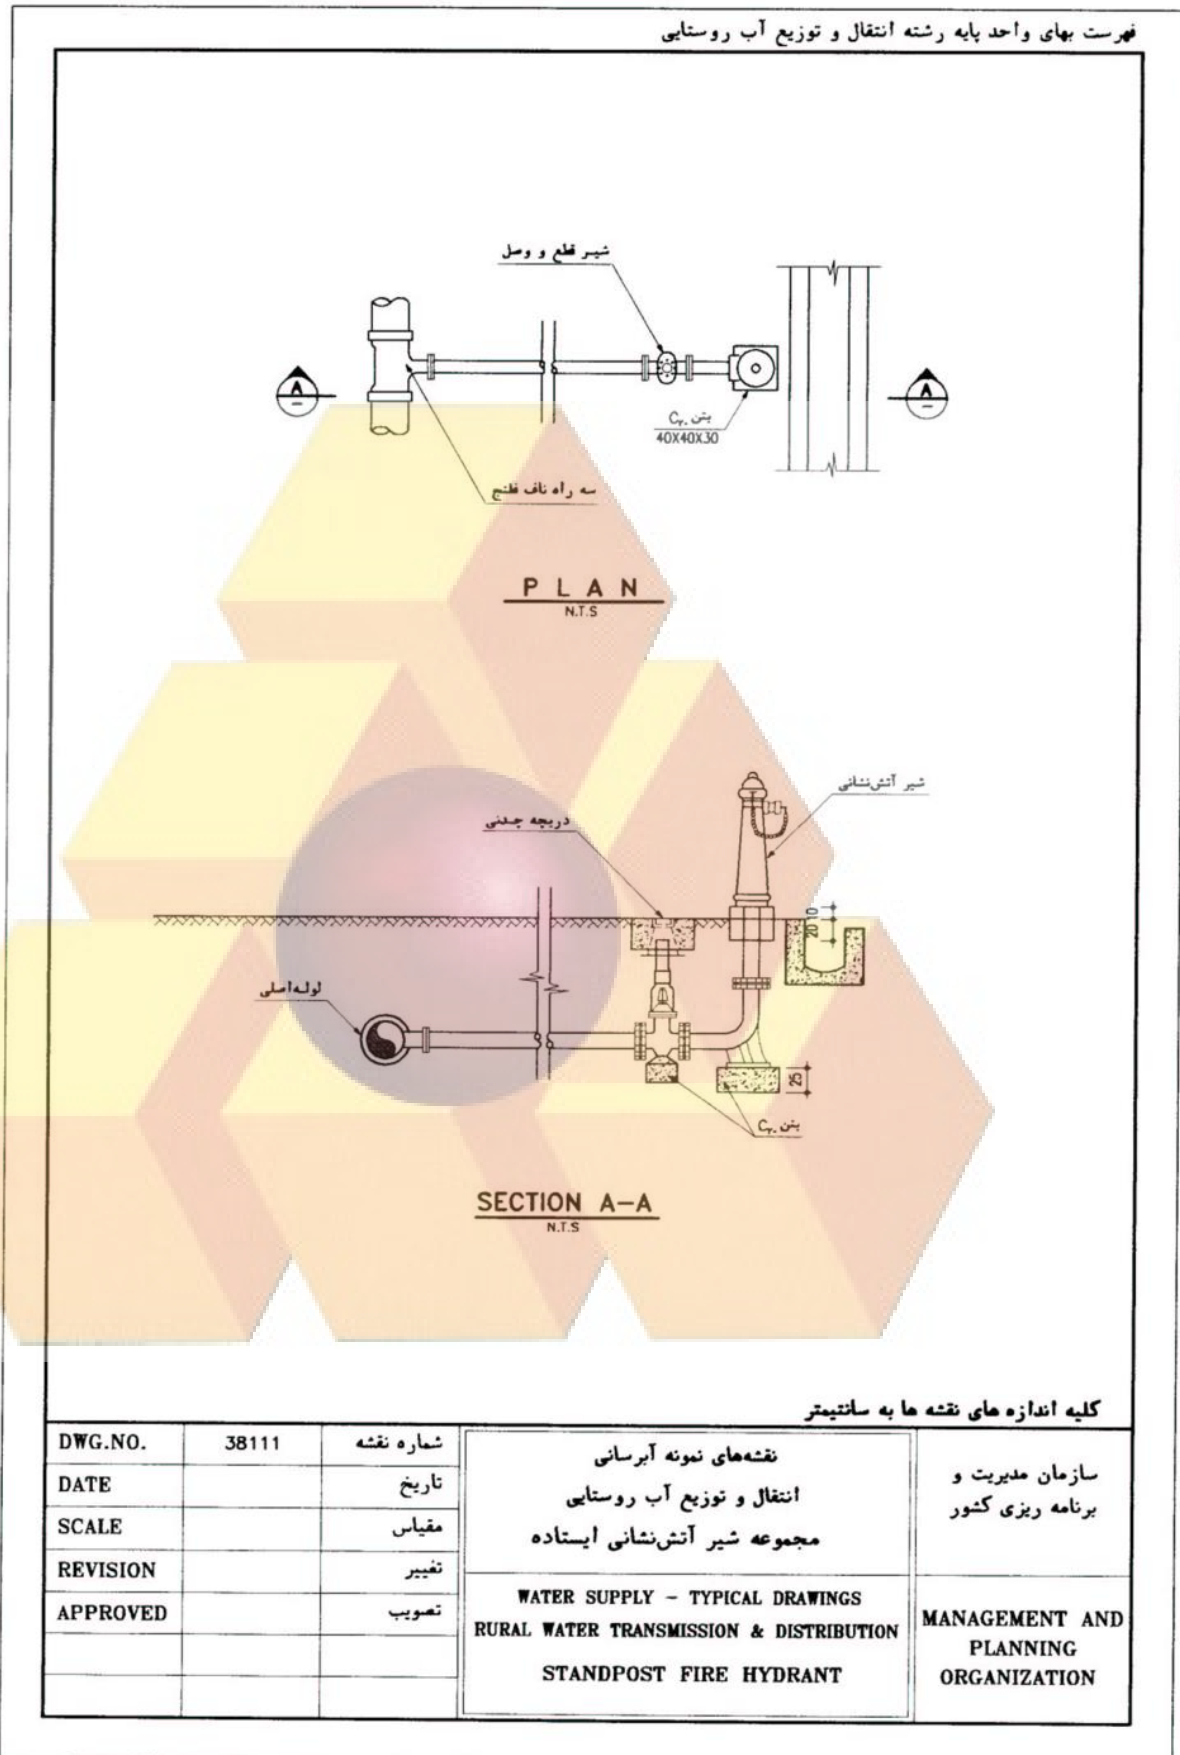 فهرست بهای واحد پایه رشته انتقال و توزیع آب روستایی
شیر قطع و وصل
A
A
بتن C۲۰
40X40X30
سه راه ناف فلنج
PLAN
N.T.S
شیر آتش‌نشانی
دریچه چدنی
10
20
لوله اصلی
25
بتن C۲۰
SECTION A-A
N.T.S
کلیه اندازه های نقشه ها به سانتیمتر
DWG.NO. 38111 شماره نقشه
DATE تاریخ
SCALE مقیاس
REVISION تغییر
APPROVED تصویب
نقشه‌های نمونه آبرسانی
انتقال و توزیع آب روستایی
مجموعه شیر آتش‌نشانی ایستاده
WATER SUPPLY - TYPICAL DRAWINGS
RURAL WATER TRANSMISSION & DISTRIBUTION
STANDPOST FIRE HYDRANT
سازمان مدیریت و
برنامه ریزی کشور
MANAGEMENT AND
PLANNING
ORGANIZATION